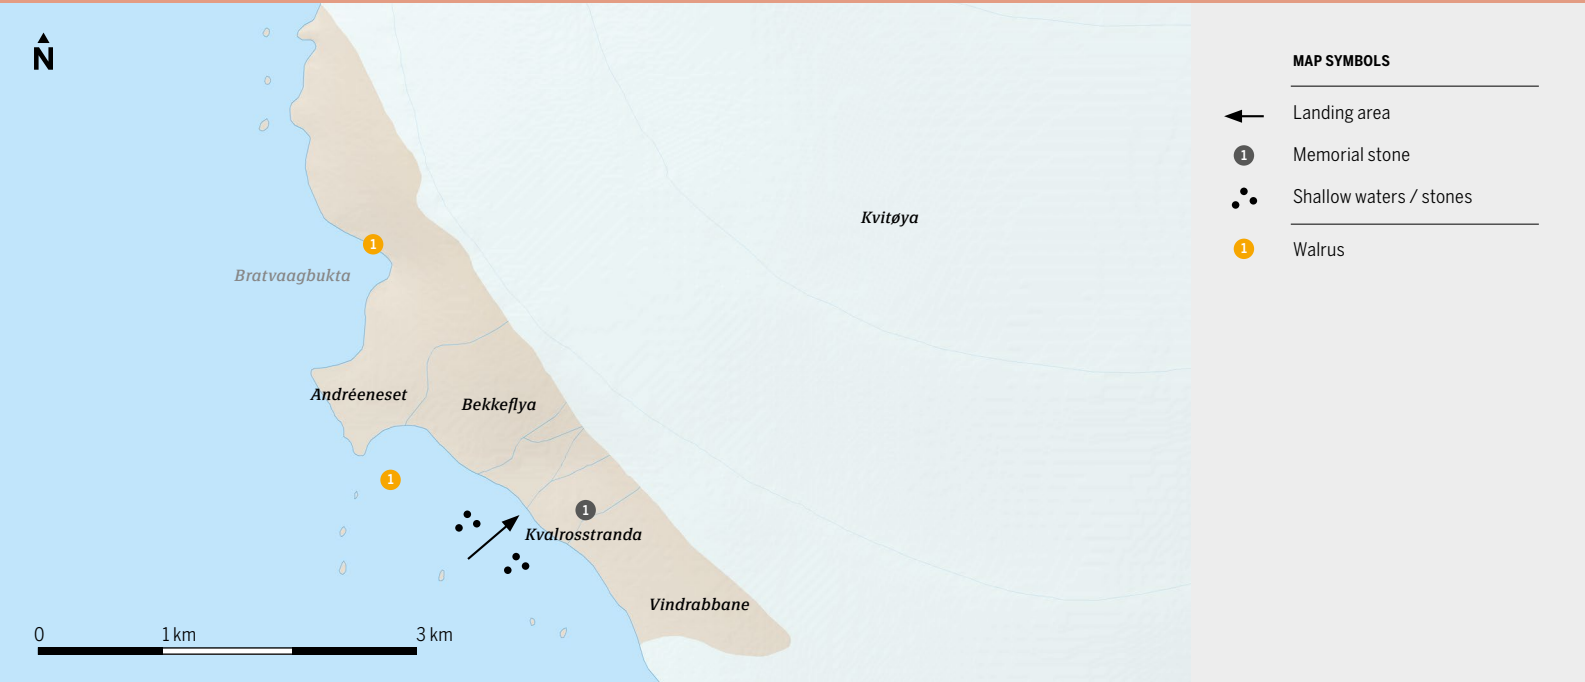 N
MAP SYMBOLS
Landing area
1 Memorial stone
Shallow waters / stones
1 Walrus
Kvitøya
1
Bratvaagbukta
Andréeneset
Bekkeflya
1
1
Kvalrosstranda
Vindrabbane
0 1 km 3 km